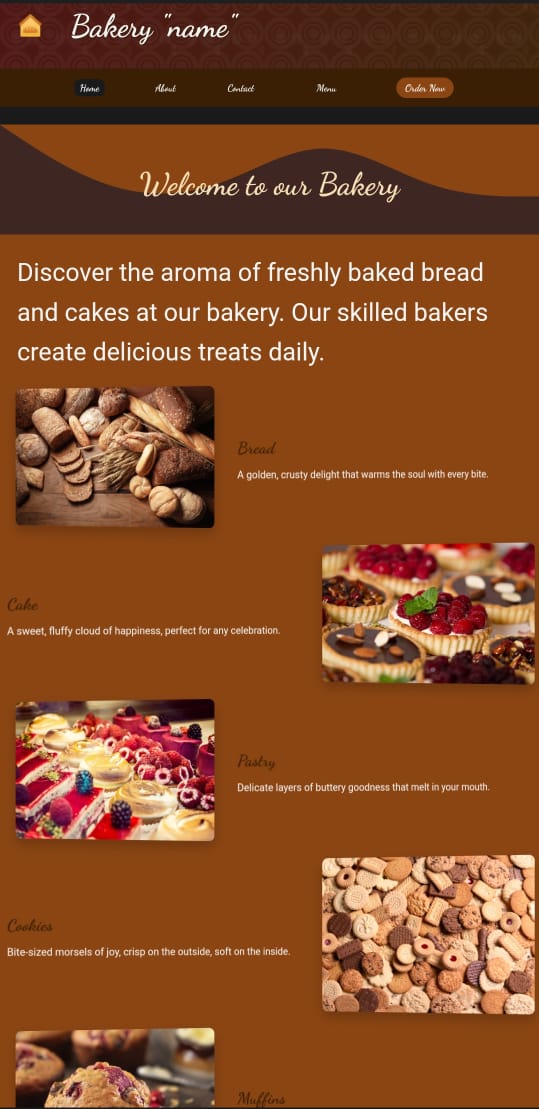 Bakery "name"
Home About Contact Menu Order Now
Welcome to our Bakery
Discover the aroma of freshly baked bread
and cakes at our bakery. Our skilled bakers
create delicious treats daily.
Bread
A golden, crusty delight that warms the soul with every bite.
Cake
A sweet, fluffy cloud of happiness, perfect for any celebration.
Pastry
Delicate layers of buttery goodness that melt in your mouth.
Cookies
Bite-sized morsels of joy, crisp on the outside, soft on the inside.
Muffins